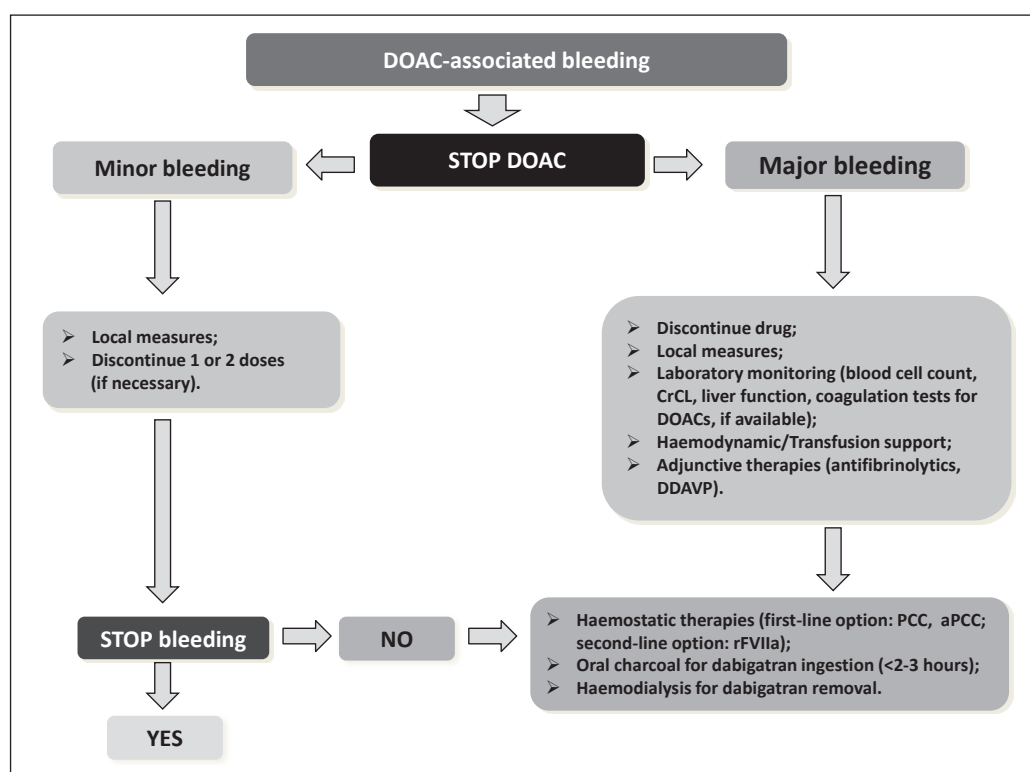 DOAC-associated bleeding
STOP DOAC
Minor bleeding
Major bleeding
➢ Local measures;
➢ Discontinue 1 or 2 doses
(if necessary).
➢ Discontinue drug;
➢ Local measures;
➢ Laboratory monitoring (blood cell count,
CrCL, liver function, coagulation tests for
DOACs, if available);
➢ Haemodynamic/Transfusion support;
➢ Adjunctive therapies (antifibrinolytics,
DDAVP).
STOP bleeding
NO
➢ Haemostatic therapies (first-line option: PCC, aPCC;
second-line option: rFVIIa);
➢ Oral charcoal for dabigatran ingestion (<2-3 hours);
➢ Haemodialysis for dabigatran removal.
YES